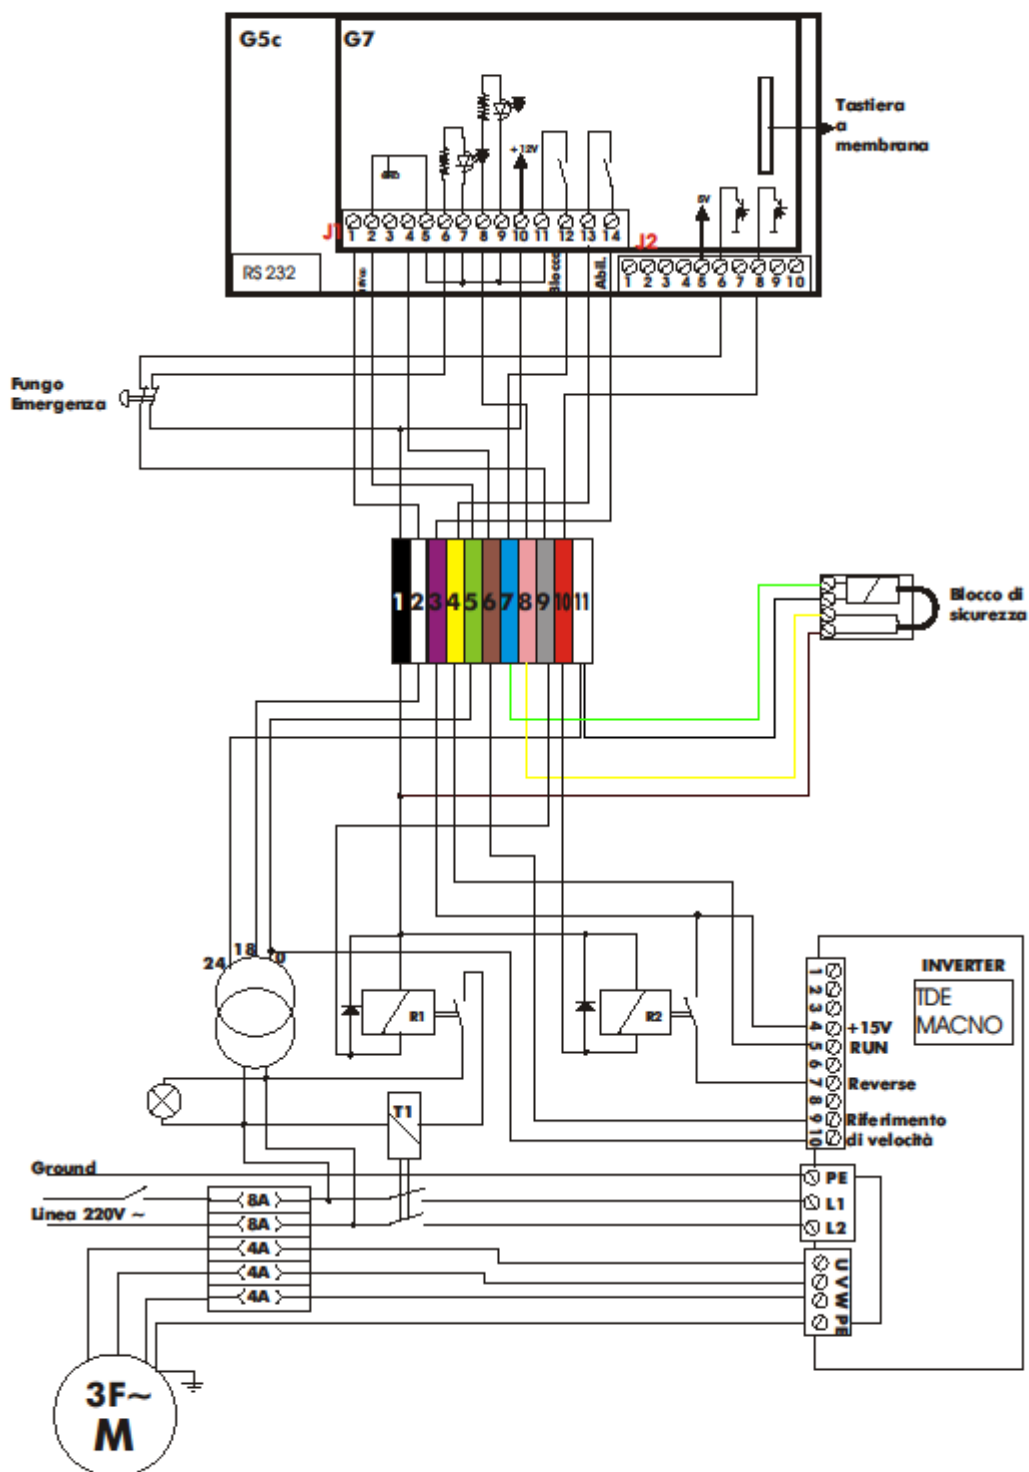 G5c
G7
Tastiera
a
membrana
+12V
GND
5V
J1
1 2 3 4 5 6 7 8 9 10 11 12 13 14
J2
RS 232
Blocco
Abil.
1 2 3 4 5 6 7 8 9 10
Fungo
Emergenza
1 2 3 4 5 6 7 8 9 10 11
Blocco di
sicurezza
24
18
0
R1
R2
INVERTER
TDE
MACNO
1
2
3
4 +15V
5 RUN
6
7 Reverse
8
9 Riferimento
10 di velocità
T1
Ground
PE
Linea 220V ~
8A
L1
8A
L2
4A
U
4A
V
4A
W
PE
3F~
M